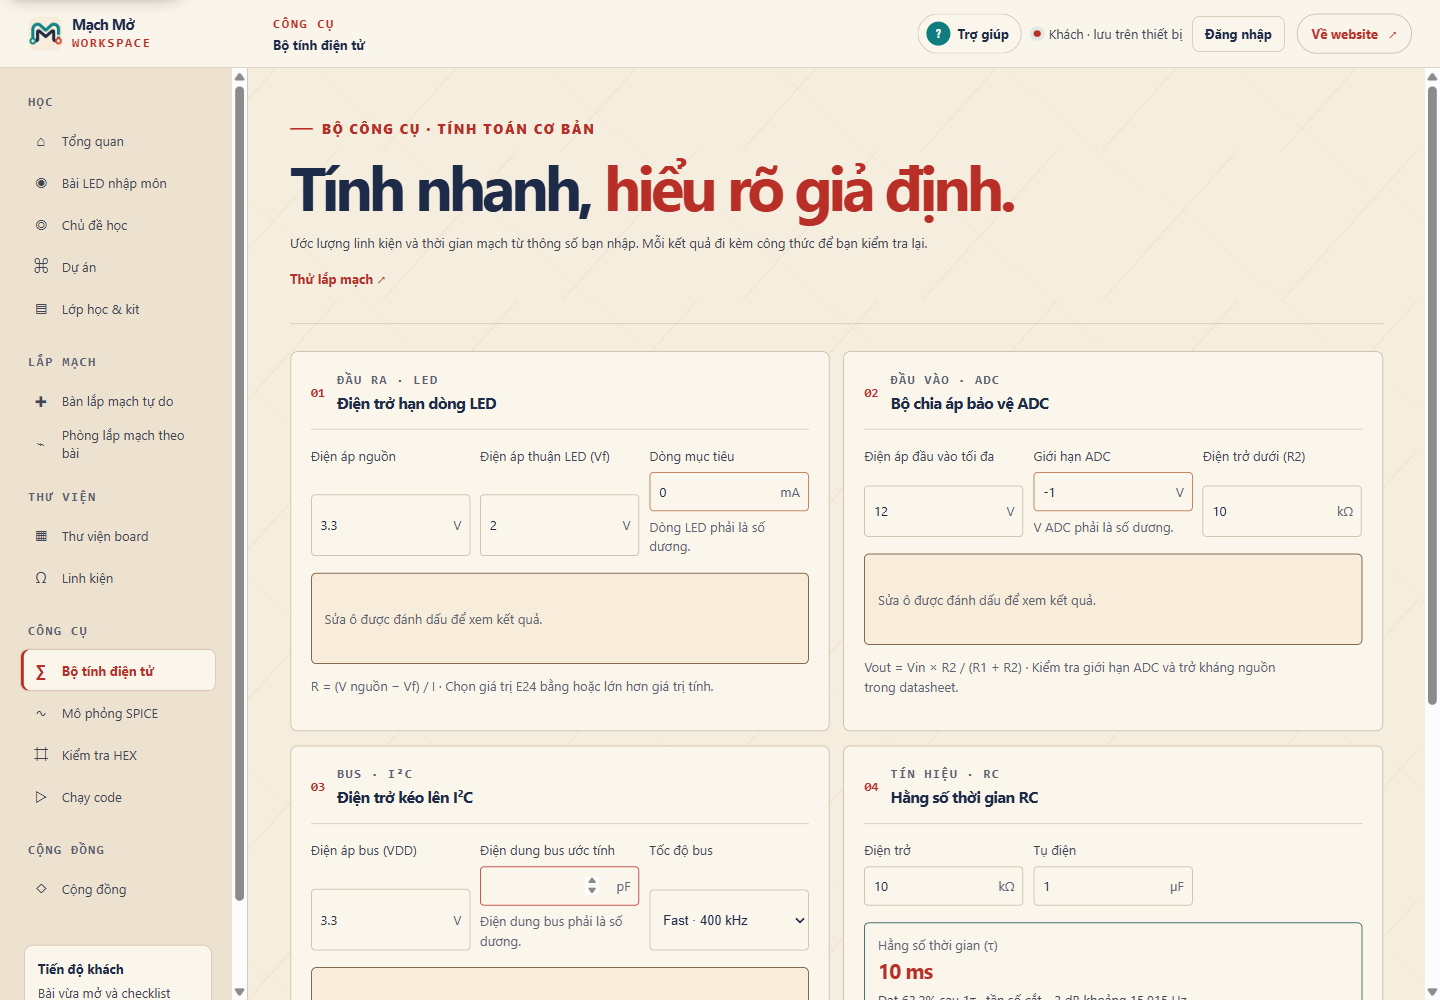 Mạch Mở
WORKSPACE
CÔNG CỤ
Bộ tính điện tử
? Trợ giúp
Khách · lưu trên thiết bị
Đăng nhập
Về website ↗
HỌC
Tổng quan
Bài LED nhập môn
Chủ đề học
Dự án
Lớp học & kit
LẮP MẠCH
Bàn lắp mạch tự do
Phòng lắp mạch theo
bài
THƯ VIỆN
Thư viện board
Ω Linh kiện
CÔNG CỤ
∑ Bộ tính điện tử
∿ Mô phỏng SPICE
Kiểm tra HEX
Chạy code
CỘNG ĐỒNG
Cộng đồng
Tiến độ khách
Bài vừa mở và checklist
BỘ CÔNG CỤ · TÍNH TOÁN CƠ BẢN
Tính nhanh, hiểu rõ giả định.
Ước lượng linh kiện và thời gian mạch từ thông số bạn nhập. Mỗi kết quả đi kèm công thức để bạn kiểm tra lại.
Thử lắp mạch ↗
01
ĐẦU RA · LED
Điện trở hạn dòng LED
Điện áp nguồn
3.3 V
Điện áp thuận LED (Vf)
2 V
Dòng mục tiêu
0 mA
Dòng LED phải là số
dương.
Sửa ô được đánh dấu để xem kết quả.
R = (V nguồn − Vf) / I · Chọn giá trị E24 bằng hoặc lớn hơn giá trị tính.
02
ĐẦU VÀO · ADC
Bộ chia áp bảo vệ ADC
Điện áp đầu vào tối đa
12 V
Giới hạn ADC
-1 V
V ADC phải là số dương.
Điện trở dưới (R2)
10 kΩ
Sửa ô được đánh dấu để xem kết quả.
Vout = Vin × R2 / (R1 + R2) · Kiểm tra giới hạn ADC và trở kháng nguồn
trong datasheet.
03
BUS · I²C
Điện trở kéo lên I²C
Điện áp bus (VDD)
3.3 V
Điện dung bus ước tính
pF
Điện dung bus phải là số
dương.
Tốc độ bus
Fast · 400 kHz
04
TÍN HIỆU · RC
Hằng số thời gian RC
Điện trở
10 kΩ
Tụ điện
1 µF
Hằng số thời gian (τ)
10 ms
Đạt 63,2% sau 1τ · tần số cắt −3 dB khoảng 15,915 Hz.